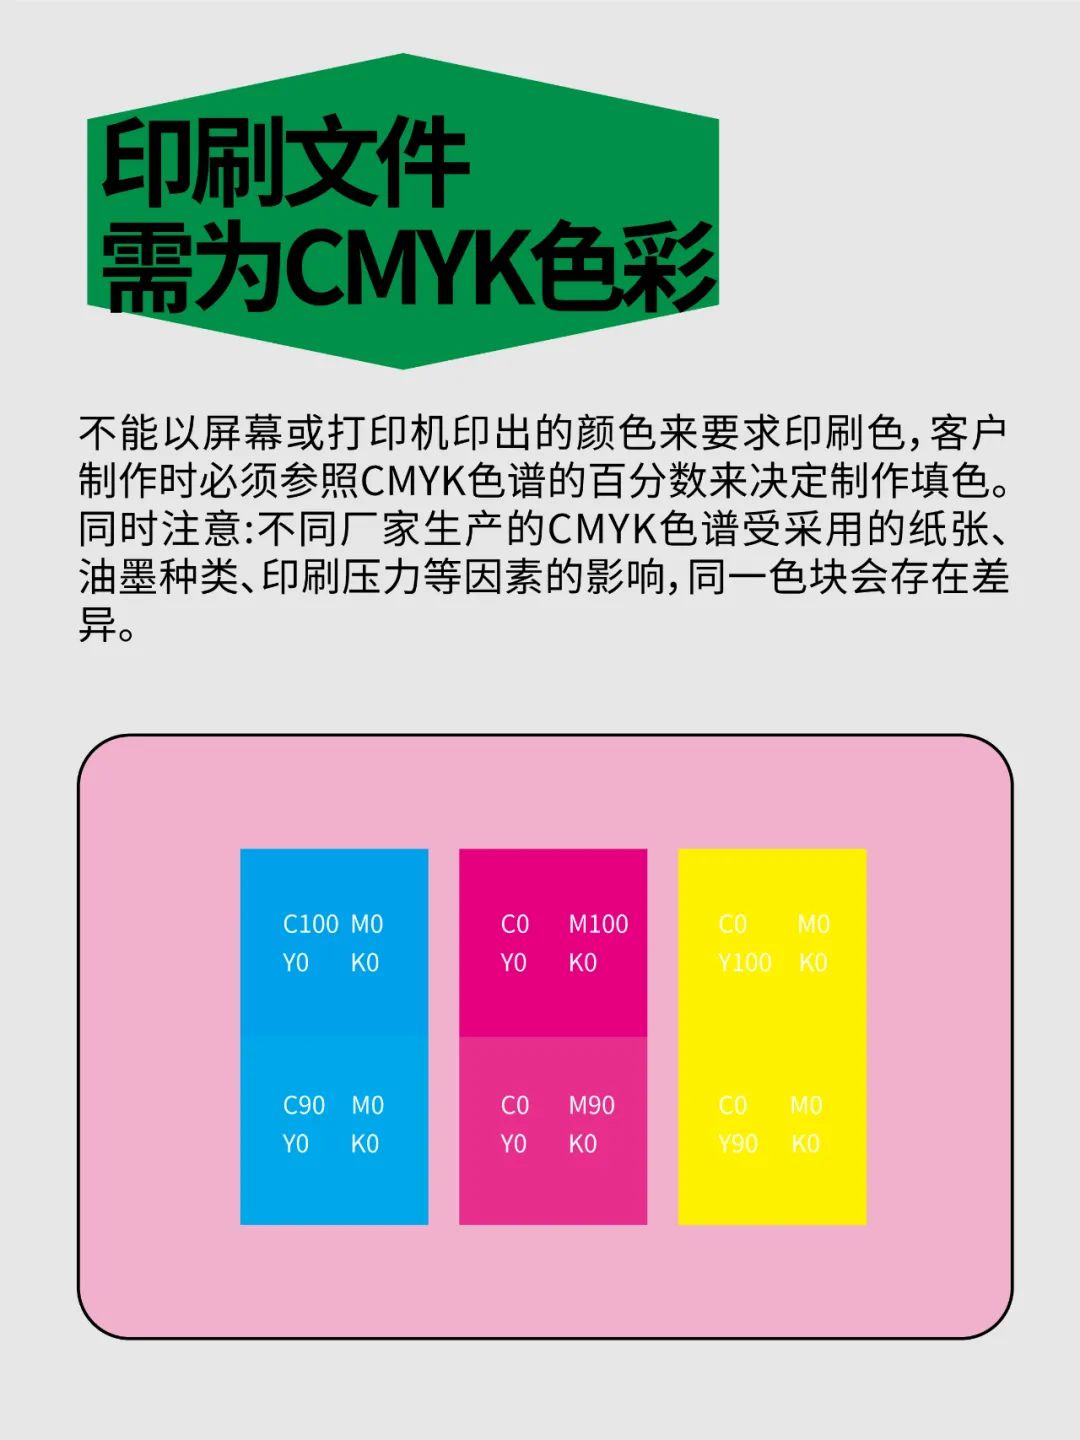 印刷文件
需为CMYK色彩
不能以屏幕或打印机印出的颜色来要求印刷色，客户
制作时必须参照CMYK色谱的百分数来决定制作填色。
同时注意:不同厂家生产的CMYK色谱受采用的纸张、
油墨种类、印刷压力等因素的影响，同一色块会存在差
异。
C100 M0
Y0 K0
C0 M100
Y0 K0
C0 M0
Y100 K0
C90 M0
Y0 K0
C0 M90
Y0 K0
C0 M0
Y90 K0